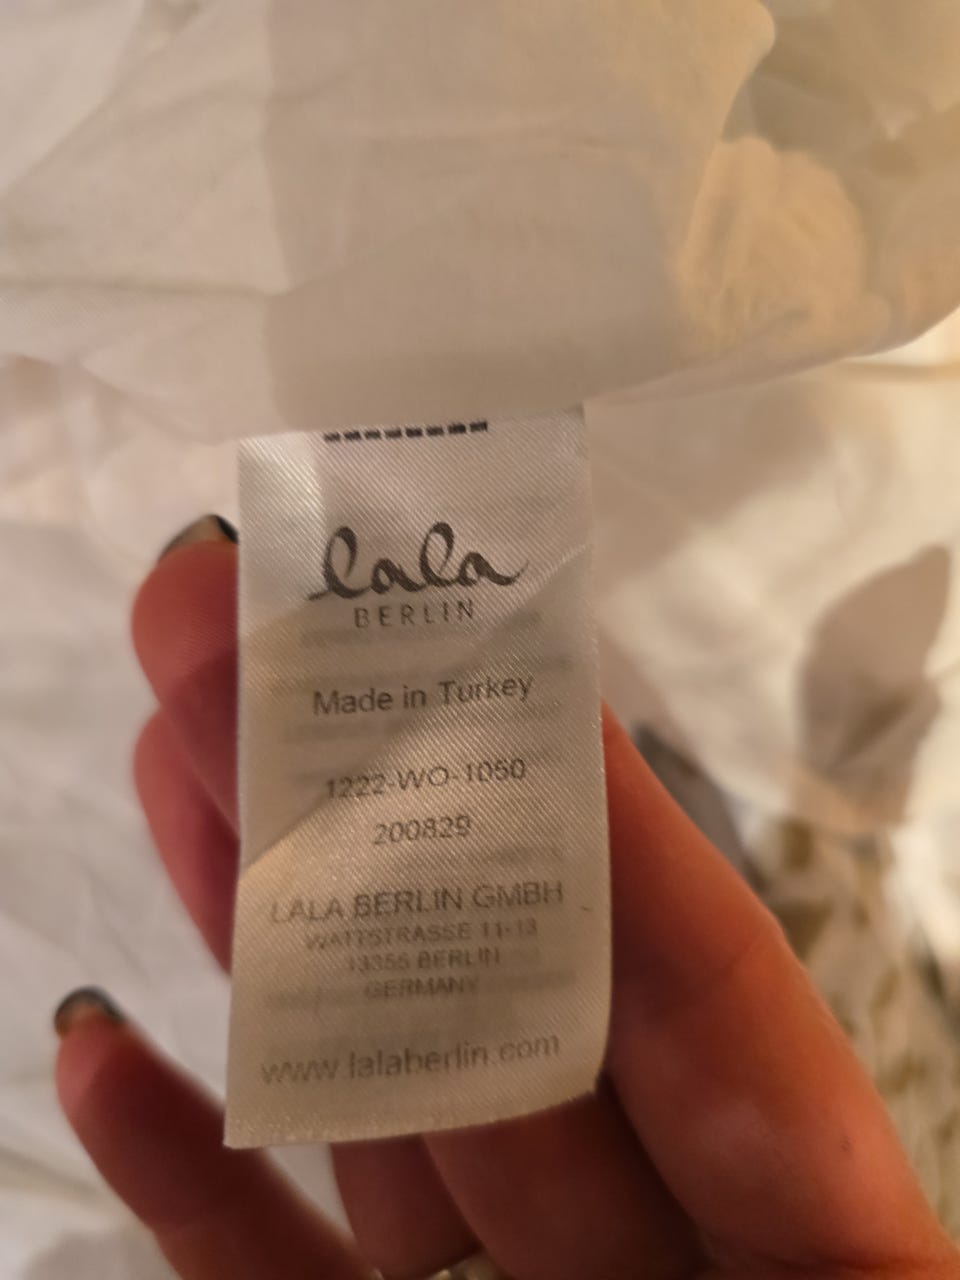 lala
BERLIN
Made in Turkey
1222-WO-1050
200829
LALA BERLIN GMBH
WATTSTRASSE 11-13
13355 BERLIN
GERMANY
www.lalaberlin.com